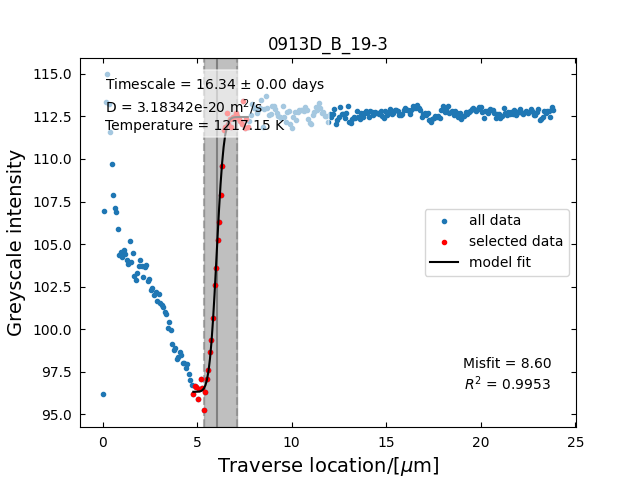 0913D_B_19-3
Timescale = 16.34 ± 0.00 days
D = 3.18342e-20 m²/s
Temperature = 1217.15 K
115.0
112.5
110.0
107.5
105.0
102.5
100.0
97.5
95.0
Greyscale intensity
all data
selected data
model fit
Misfit = 8.60
R² = 0.9953
0 5 10 15 20 25
Traverse location/[μm]